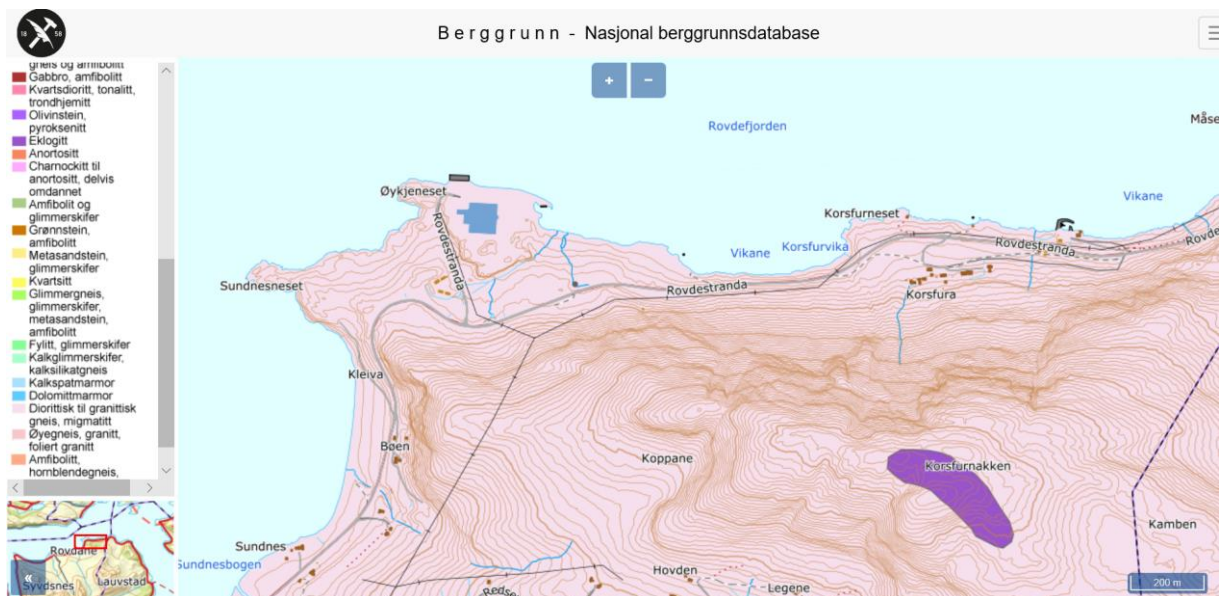 18 58
Berggrunn - Nasjonal berggrunnsdatabase
gneis og amfibolitt
Gabbro, amfibolitt
Kvartsdioritt, tonalitt,
trondhjemitt
Olivinstein,
pyroksenitt
Eklogitt
Anortositt
Charnockitt til
anortositt, delvis
omdannet
Amfibolit og
glimmerskifer
Grønnstein,
amfibolitt
Metasandstein,
glimmerskifer
Kvartsitt
Glimmergneis,
glimmerskifer,
metasandstein,
amfibolitt
Fylitt, glimmerskifer
Kalkglimmerskifer,
kalksilikatgneis
Kalkspatmarmor
Dolomittmarmor
Diorittisk til granittisk
gneis, migmatitt
Øyegneis, granitt,
foliert granitt
Amfibolitt,
hornblendegneis,
Rovdane
Syvdsnes
Lauvstad
«
+
−
Rovdefjorden
Måse
Øykjeneset
Vikane
Korsfurneset
Rovdestranda
Vikane
Korsfurvika
Rovdestranda
Rovde
Sundnesneset
Rovdestranda
Korsfura
Kleiva
Bøen
Koppane
Korsfurnakken
Kamben
Sundnes
Sundnesbogen
Hovden
Legene
Redse
200 m